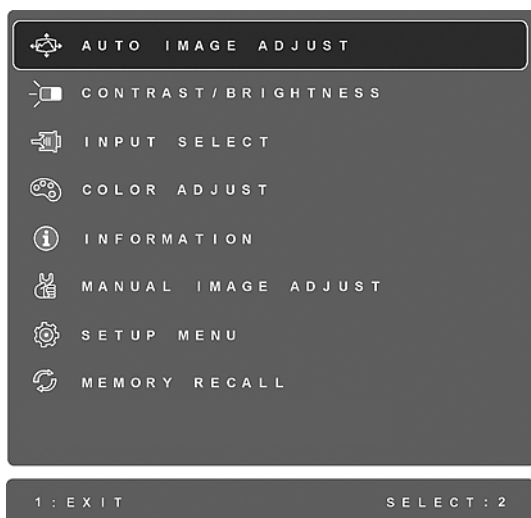 AUTO IMAGE ADJUST
CONTRAST/BRIGHTNESS
INPUT SELECT
COLOR ADJUST
INFORMATION
MANUAL IMAGE ADJUST
SETUP MENU
MEMORY RECALL
1:EXIT SELECT:2